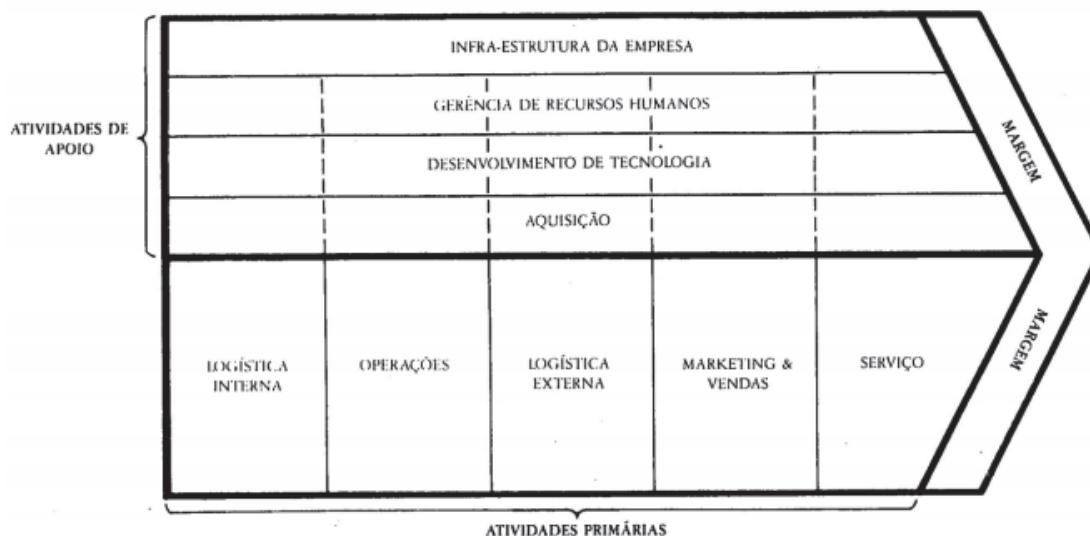 INFRA-ESTRUTURA DA EMPRESA
GERÊNCIA DE RECURSOS HUMANOS
ATIVIDADES DE
APOIO
DESENVOLVIMENTO DE TECNOLOGIA
AQUISIÇÃO
MARGEM
LOGÍSTICA
INTERNA
OPERAÇÕES
LOGÍSTICA
EXTERNA
MARKETING &
VENDAS
SERVIÇO
MARGEM
ATIVIDADES PRIMÁRIAS